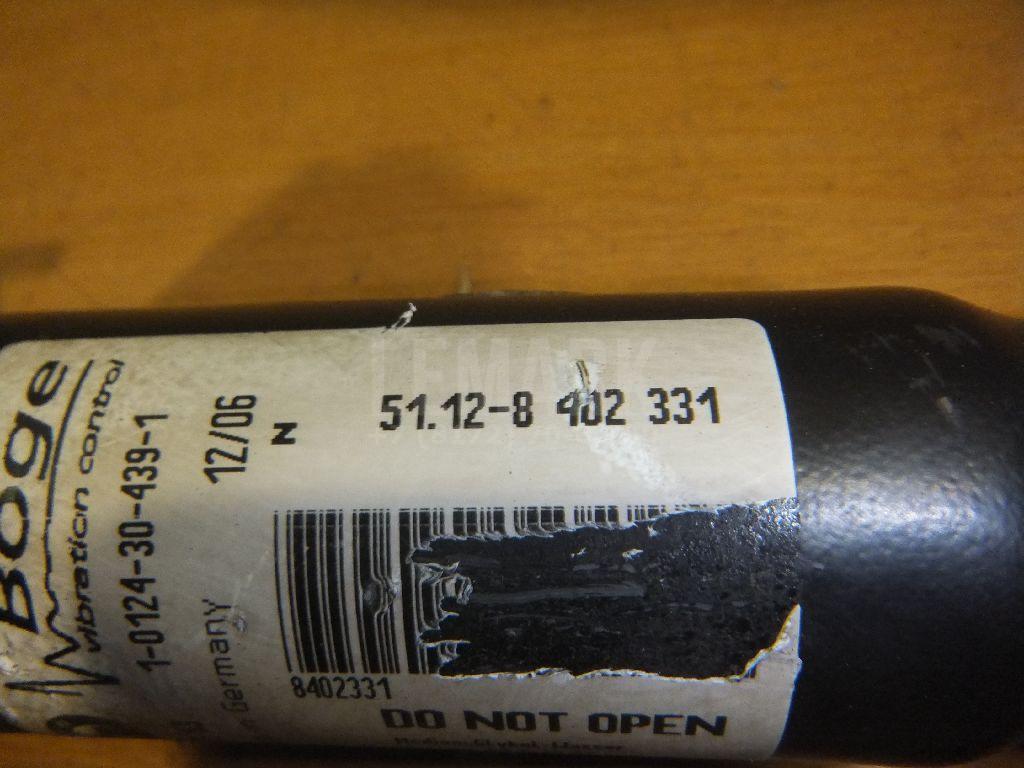 Boge
vibration control
1-0124-30-439-1
12/06
N
51.12-8 402 331
Germany
8402331
DO NOT OPEN
LEMARK